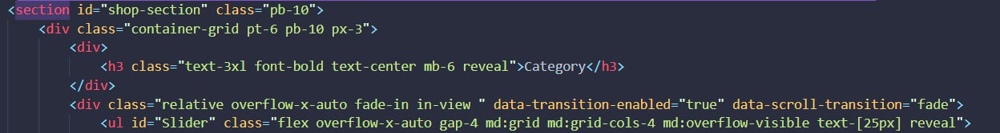 <section id="shop-section" class="pb-10">
<div class="container-grid pt-6 pb-10 px-3">
<div>
<h3 class="text-3xl font-bold text-center mb-6 reveal">Category</h3>
</div>
<div class="relative overflow-x-auto fade-in in-view " data-transition-enabled="true" data-scroll-transition="fade">
<ul id="Slider" class="flex overflow-x-auto gap-4 md:grid md:grid-cols-4 md:overflow-visible text-[25px] reveal">